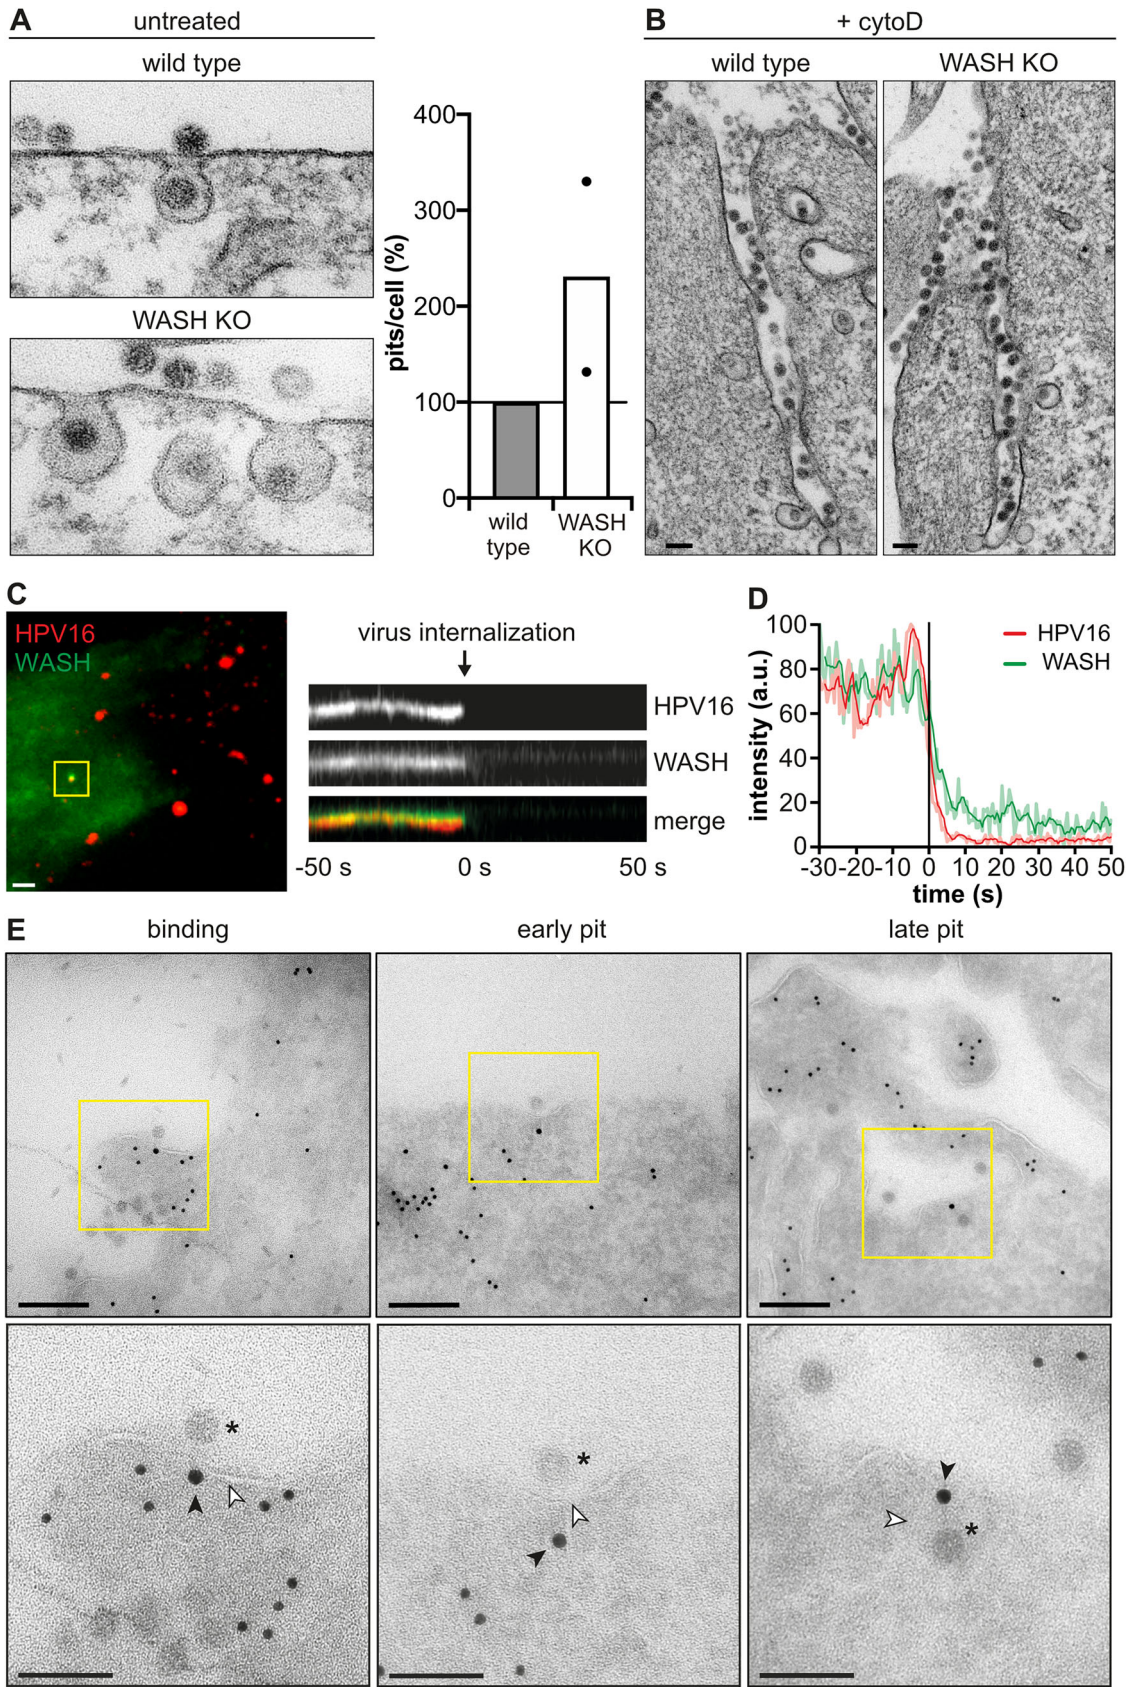 A
untreated
wild type
WASH KO
pits/cell (%)
400
300
200
100
0
wild
type
WASH
KO
B
+ cytoD
wild type
WASH KO
C
HPV16
WASH
virus internalization
HPV16
WASH
merge
-50 s
0 s
50 s
D
intensity (a.u.)
100
80
60
40
20
0
-30
-20
-10
0
10
20
30
40
50
time (s)
HPV16
WASH
E
binding
early pit
late pit
*
*
*